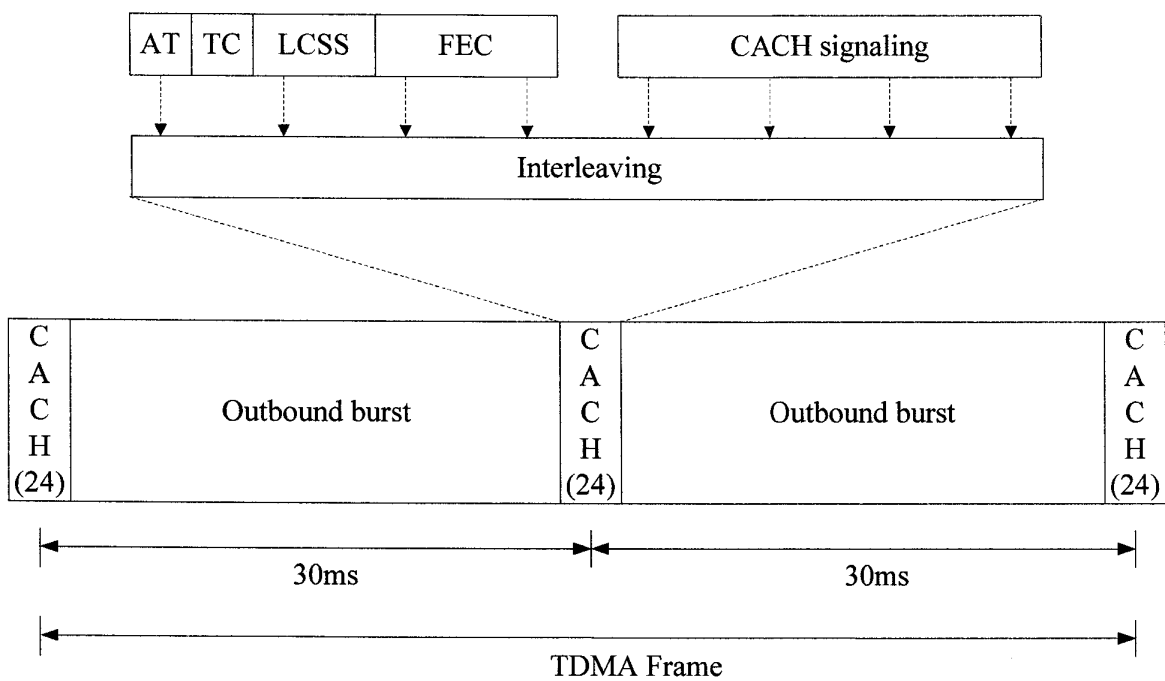 AT TC LCSS FEC CACH signaling
Interleaving
C
A
C
H
(24)
Outbound burst
C
A
C
H
(24)
Outbound burst
C
A
C
H
(24)
30ms 30ms
TDMA Frame